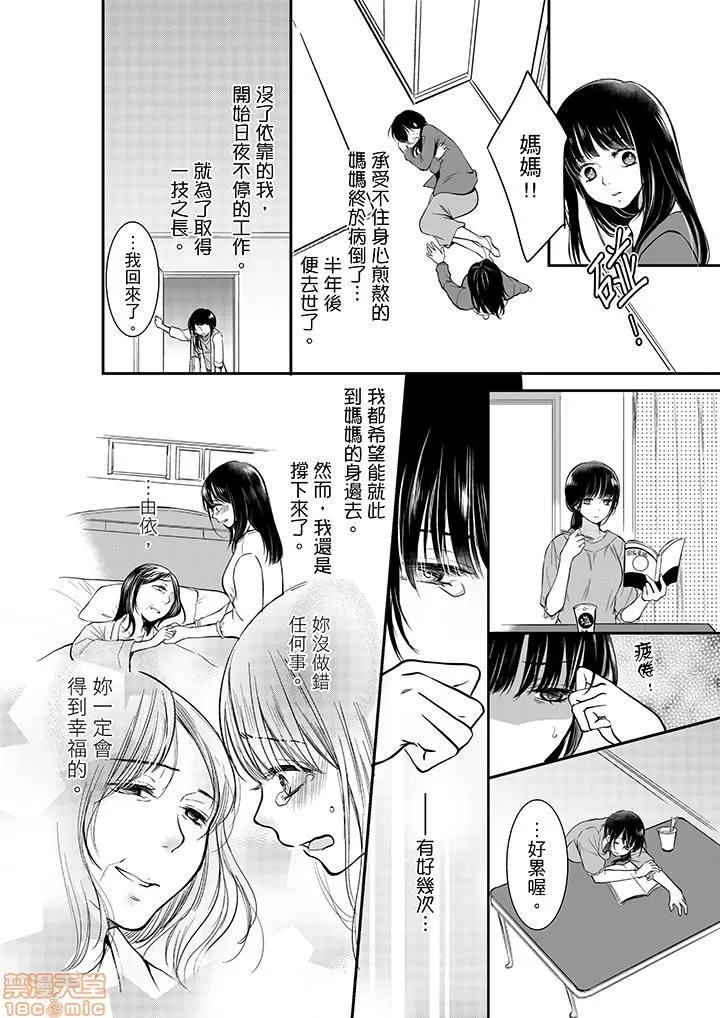 媽媽！！
碰！
承受不住身心煎熬的
媽媽終於病倒了…
半年後
便去世了。
沒了依靠的我，
開始日夜不停的工作。
就為了取得
一技之長。
…我回來了。
疲倦！
…好累喔。
——有好幾次…
我都希望能就此
到媽媽的身邊去。
然而，我還是
撐下來了。
…由依，
妳沒做錯
任何事。
妳一定會
得到幸福的。
禁漫天堂
18comic